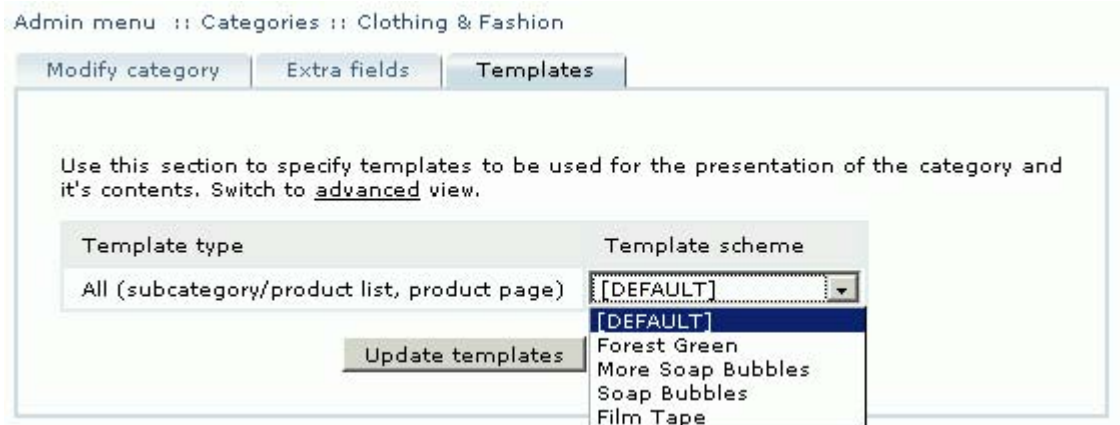 Admin menu :: Categories :: Clothing & Fashion
Modify category Extra fields Templates
Use this section to specify templates to be used for the presentation of the category and
it's contents. Switch to advanced view.
Template type Template scheme
All (subcategory/product list, product page) [DEFAULT]
[DEFAULT]
Forest Green
Update templates
More Soap Bubbles
Soap Bubbles
Film Tape